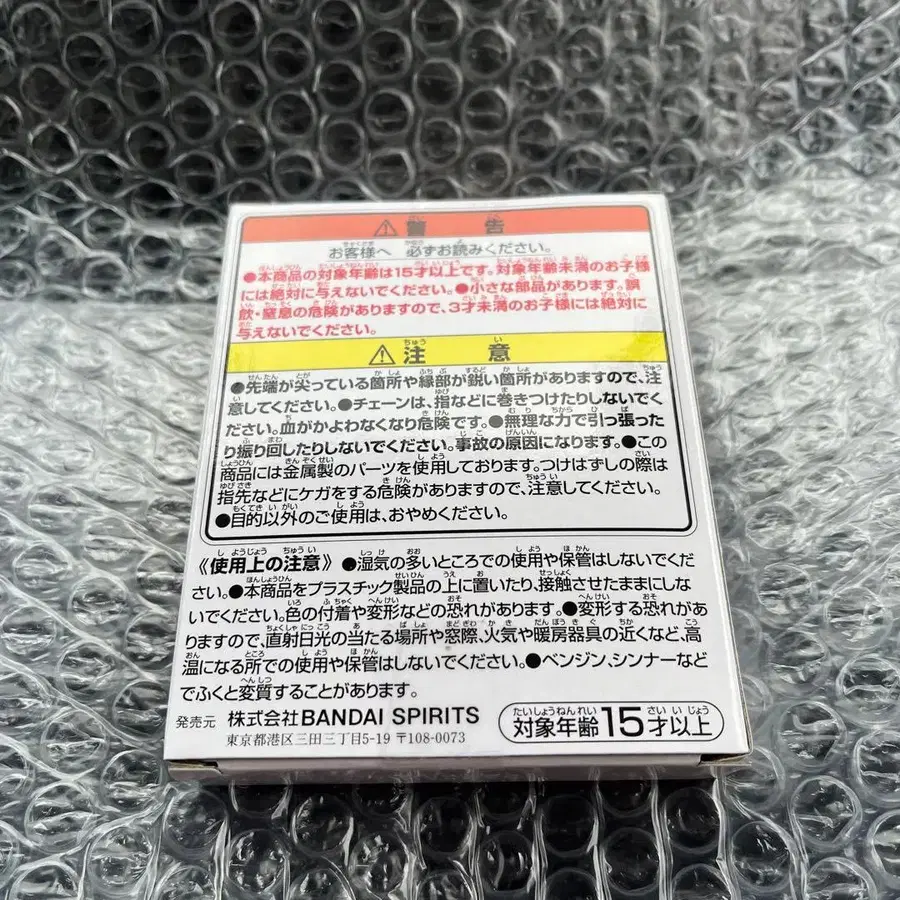 ⚠警告
お客様へ 必ずお読みください。
●本商品の対象年齢は15才以上です。対象年齢未満のお子様
には絶対に与えないでください。●小さな部品があります。誤
飲・窒息の危険がありますので、3才未満のお子様には絶対に
与えないでください。
⚠注意
●先端が尖っている箇所や縁部が鋭い箇所がありますので、注
意してください。●チェーンは、指などに巻きつけたりしないでく
ださい。血がかよわなくなり危険です。●無理な力で引っ張った
り振り回したりしないでください。事故の原因になります。●この
商品には金属製のパーツを使用しております。つけはずしの際は
指先などにケガをする危険がありますので、注意してください。
●目的以外のご使用は、おやめください。
《使用上の注意》●湿気の多いところでの使用や保管はしないでくだ
さい。●本商品をプラスチック製品の上に置いたり、接触させたままにしな
いでください。色の付着や変形などの恐れがあります。●変形する恐れがあ
りますので、直射日光の当たる場所や窓際、火気や暖房器具の近くなど、高
温になる所での使用や保管はしないでください。●ベンジン、シンナーなど
でふくと変質することがあります。
発売元 株式会社BANDAI SPIRITS
東京都港区三田三丁目5-19 〒108-0073
対象年齢15才以上